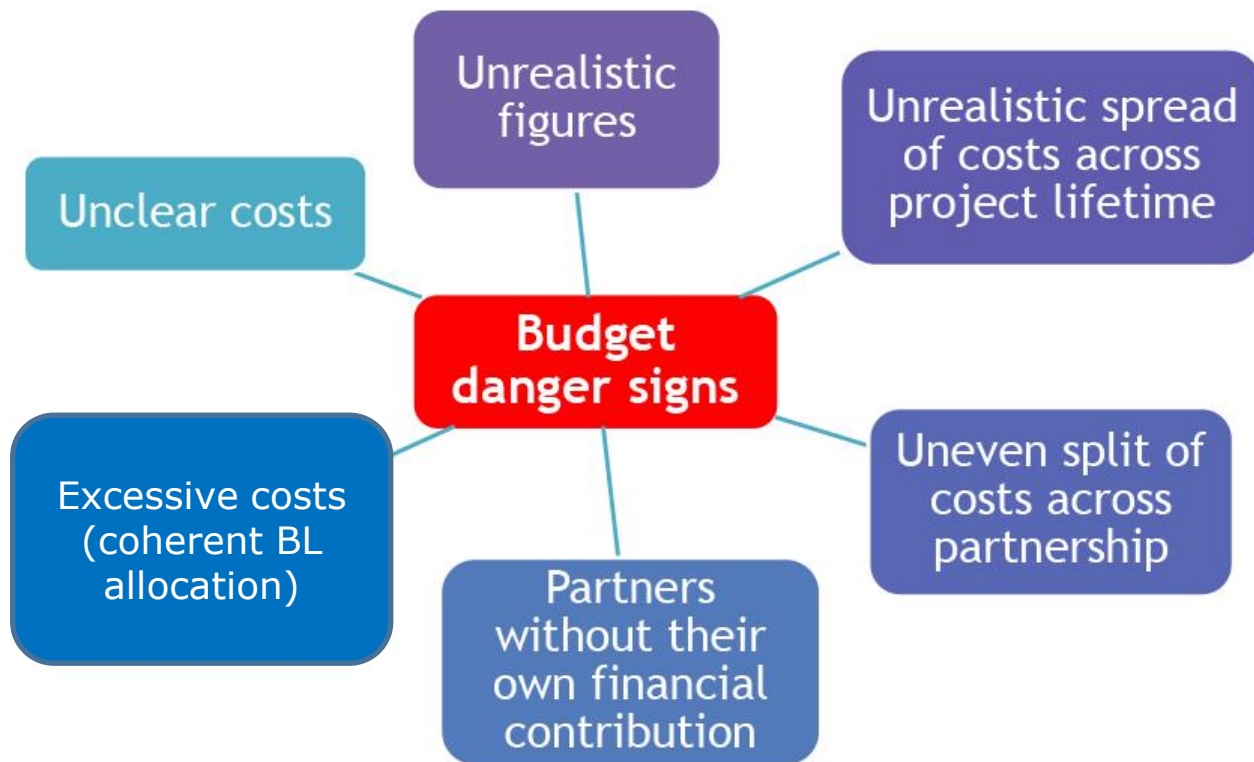 Unrealistic
figures
Unrealistic spread
of costs across
project lifetime
Unclear costs
Budget
danger signs
Excessive costs
(coherent BL
allocation)
Uneven split of
costs across
partnership
Partners
without their
own financial
contribution